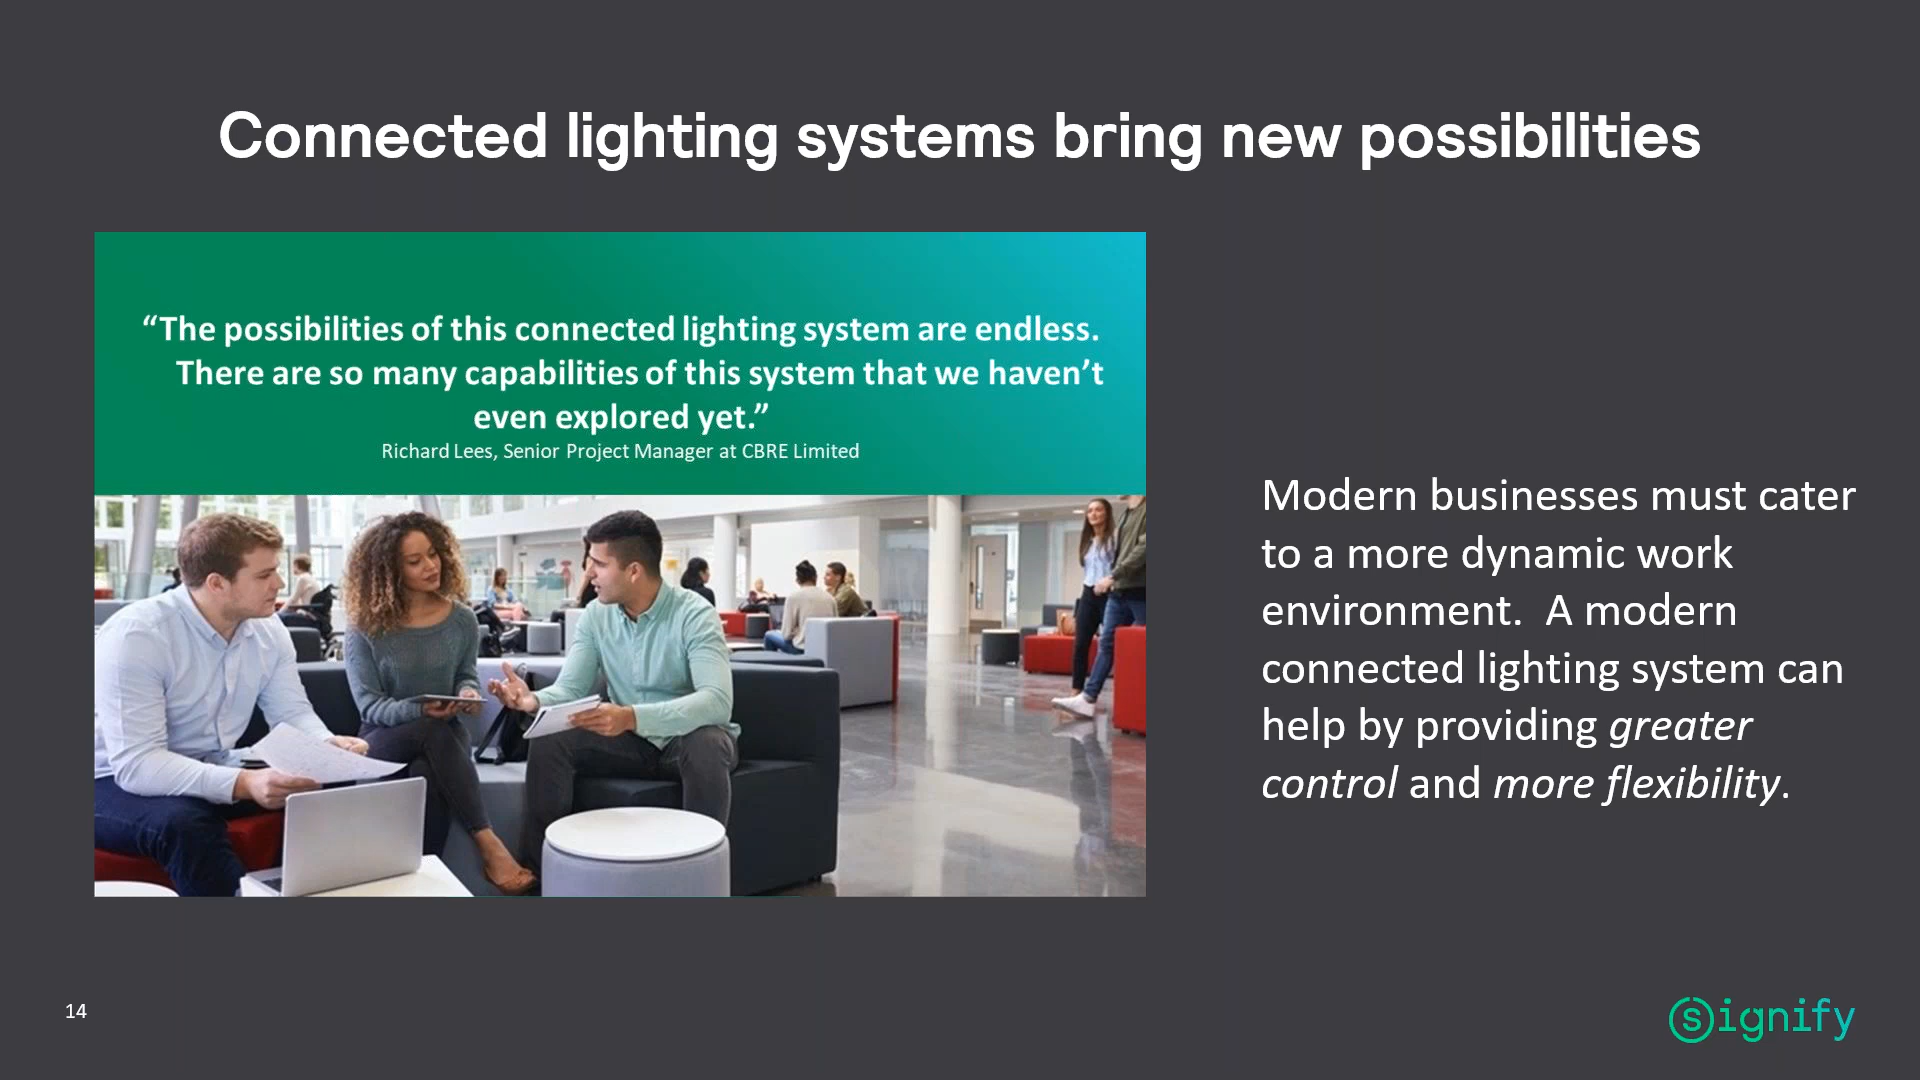 Connected lighting systems bring new possibilities
“The possibilities of this connected lighting system are endless.
There are so many capabilities of this system that we haven’t
even explored yet.”
Richard Lees, Senior Project Manager at CBRE Limited
Modern businesses must cater
to a more dynamic work
environment.  A modern
connected lighting system can
help by providing greater
control and more flexibility.
14
Signify